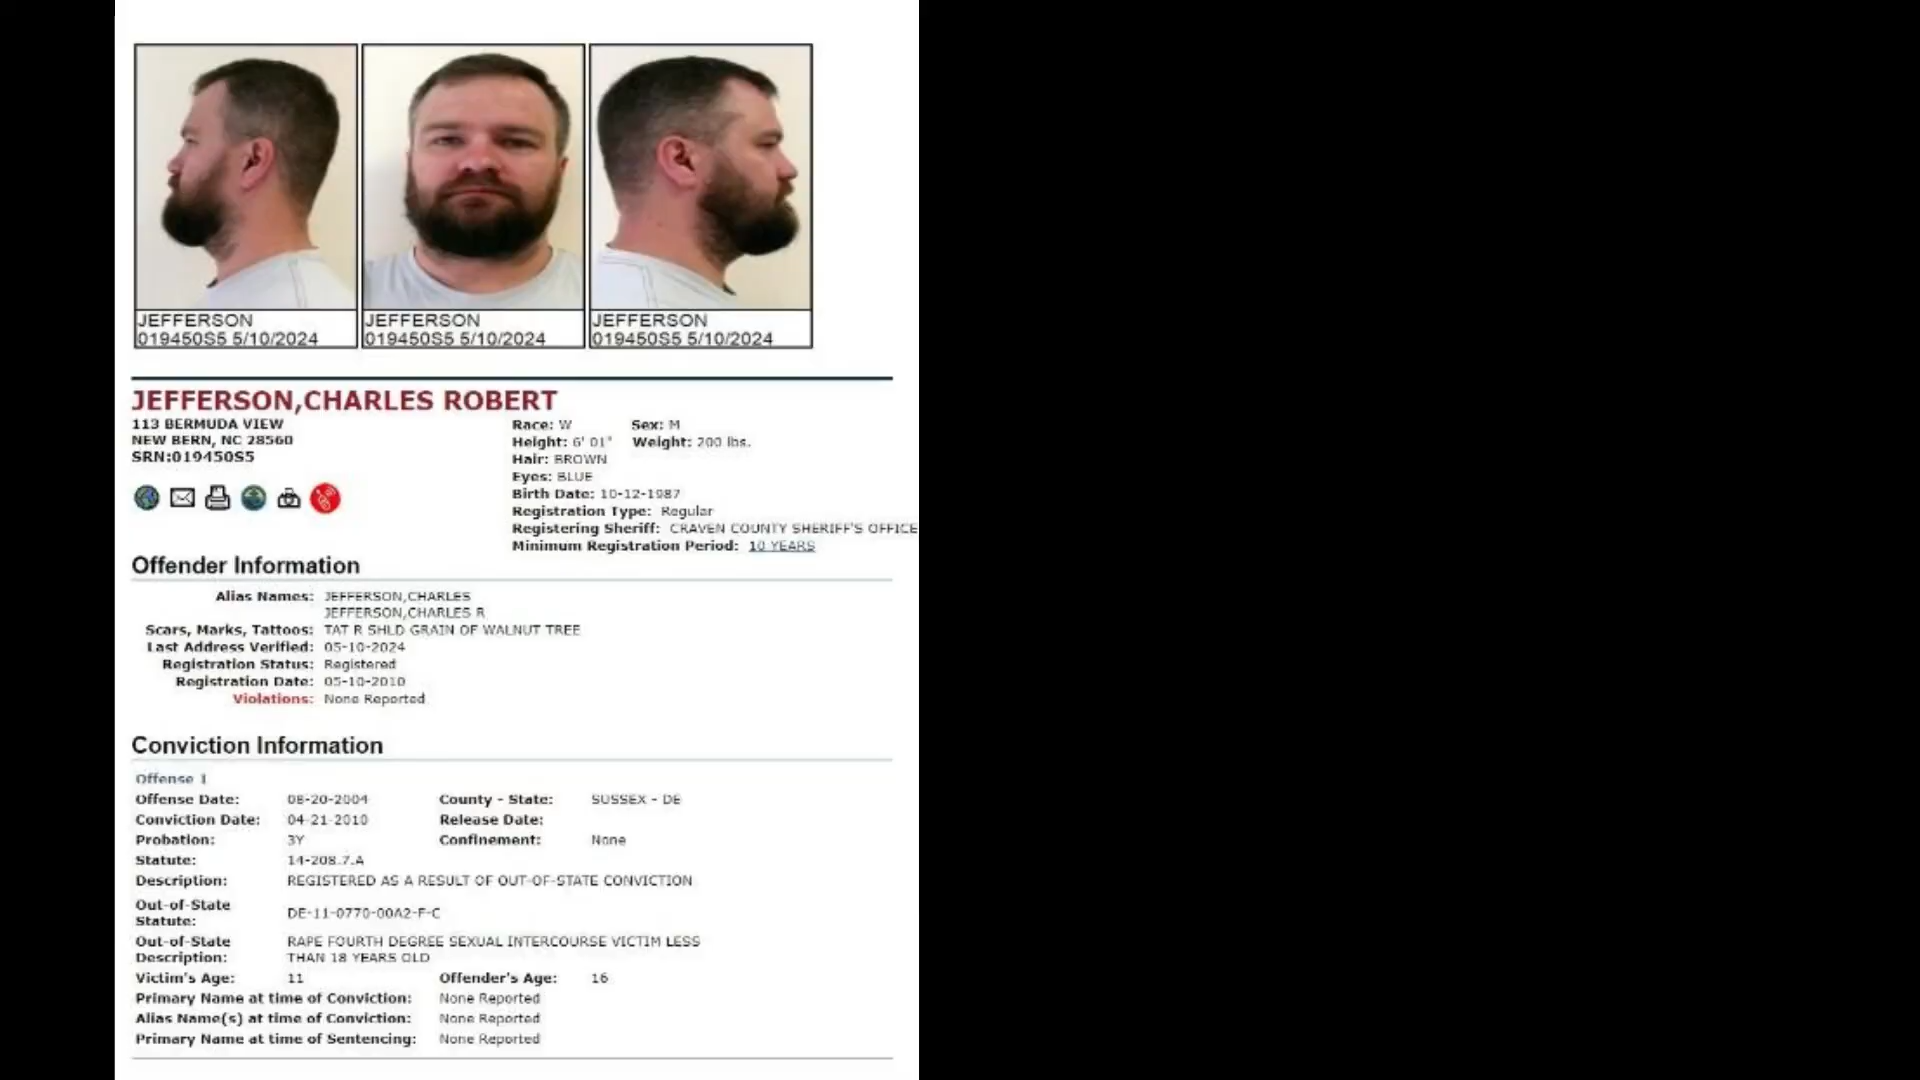 JEFFERSON
019450S5 5/10/2024
JEFFERSON
019450S5 5/10/2024
JEFFERSON
019450S5 5/10/2024
JEFFERSON,CHARLES ROBERT
113 BERMUDA VIEW
NEW BERN, NC 28560
SRN:019450S5
Race: W Sex: M
Height: 6' 01" Weight: 200 lbs.
Hair: BROWN
Eyes: BLUE
Birth Date: 10-12-1987
Registration Type: Regular
Registering Sheriff: CRAVEN COUNTY SHERIFF'S OFFICE
Minimum Registration Period: 10 YEARS
Offender Information
Alias Names: JEFFERSON,CHARLES
JEFFERSON,CHARLES R
Scars, Marks, Tattoos: TAT R SHLD GRAIN OF WALNUT TREE
Last Address Verified: 05-10-2024
Registration Status: Registered
Registration Date: 05-10-2010
Violations: None Reported
Conviction Information
Offense 1
Offense Date: 08-20-2004 County - State: SUSSEX - DE
Conviction Date: 04-21-2010 Release Date:
Probation: 3Y Confinement: None
Statute: 14-208.7.A
Description: REGISTERED AS A RESULT OF OUT-OF-STATE CONVICTION
Out-of-State
Statute: DE-11-0770-00A2-F-C
Out-of-State RAPE FOURTH DEGREE SEXUAL INTERCOURSE VICTIM LESS
Description: THAN 18 YEARS OLD
Victim's Age: 11 Offender's Age: 16
Primary Name at time of Conviction: None Reported
Alias Name(s) at time of Conviction: None Reported
Primary Name at time of Sentencing: None Reported